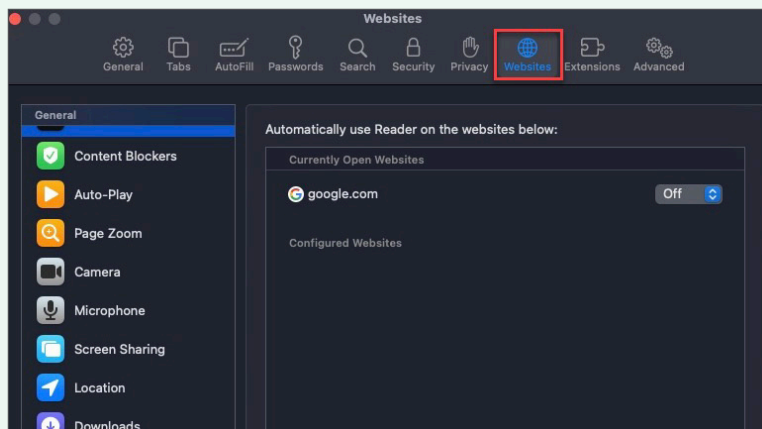 Websites
General Tabs AutoFill Passwords Search Security Privacy Websites Extensions Advanced
General
Content Blockers
Auto-Play
Page Zoom
Camera
Microphone
Screen Sharing
Location
Downloads
Automatically use Reader on the websites below:
Currently Open Websites
google.com Off
Configured Websites